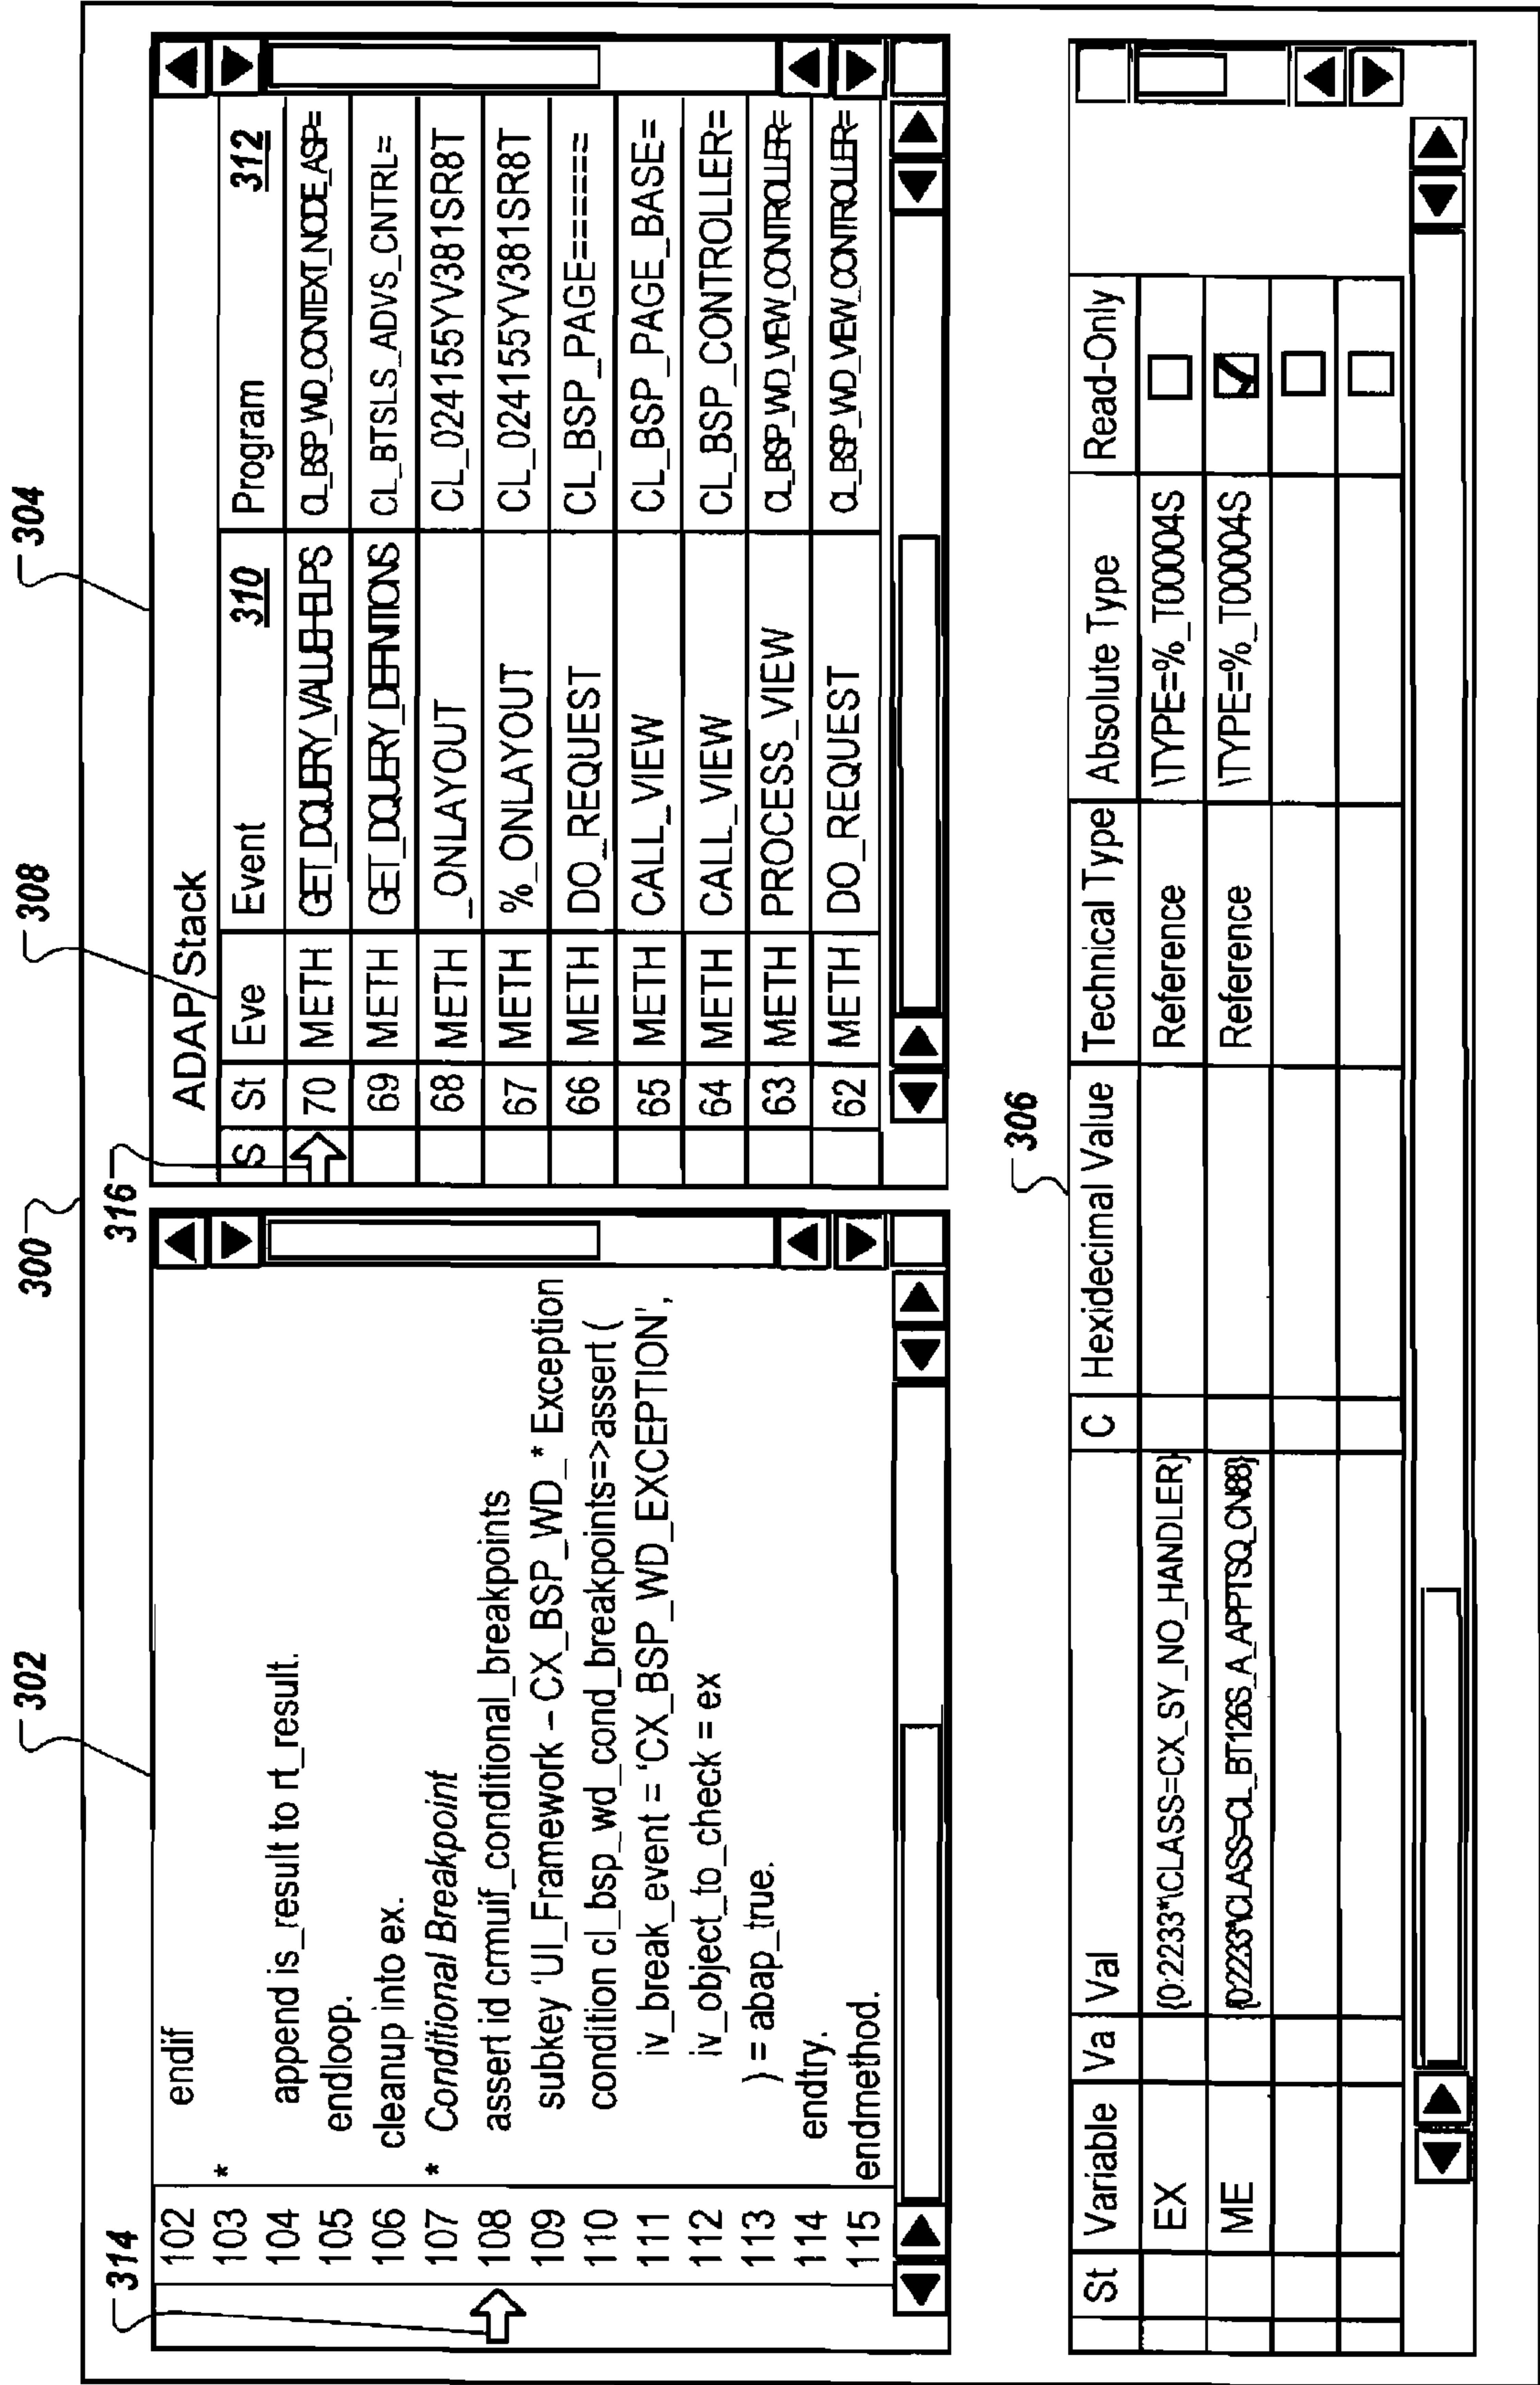 300
302
304
314
316
308
102 endif
103 *
104 append is_result to rt_result.
105 endloop.
106 cleanup into ex.
107 * Conditional Breakpoint
108 assert id crmuif_conditional_breakpoints
109 subkey ‘UI_Framework – CX_BSP_WD_* Exception
110 condition cl_bsp_wd_cond_breakpoints=>assert (
111 iv_break_event = ‘CX_BSP_WD_EXCEPTION’,
112 iv_object_to_check = ex
113 ) = abap_true.
114 endtry.
115 endmethod.
ADAP Stack
S St Eve Event 310 Program 312
70 METH GET_DQUERY_VALUE-HELPS CL_BSP_WD_CONTEXT_NODE_ASP=
69 METH GET_DQUERY_DEFINITIONS CL_BTSLS_ADVS_CNTRL=
68 METH _ONLAYOUT CL_024155YV381SR8T
67 METH %_ONLAYOUT CL_024155YV381SR8T
66 METH DO_REQUEST CL_BSP_PAGE=======
65 METH CALL_VIEW CL_BSP_PAGE_BASE=
64 METH CALL_VIEW CL_BSP_CONTROLLER=
63 METH PROCESS_VIEW CL_BSP_WD_VIEW_CONTROLLER=
62 METH DO_REQUEST CL_BSP_WD_VIEW_CONTROLLER=
306
St Variable Va Val C Hexidecimal Value Technical Type Absolute Type Read-Only
EX {0:2233*\CLASS=CX_SY_NO_HANDLER} Reference \TYPE=%_T00004S
ME {0:2233*\CLASS=CL_BT126S_A_APPTSQ_CN88} Reference \TYPE=%_T00004S